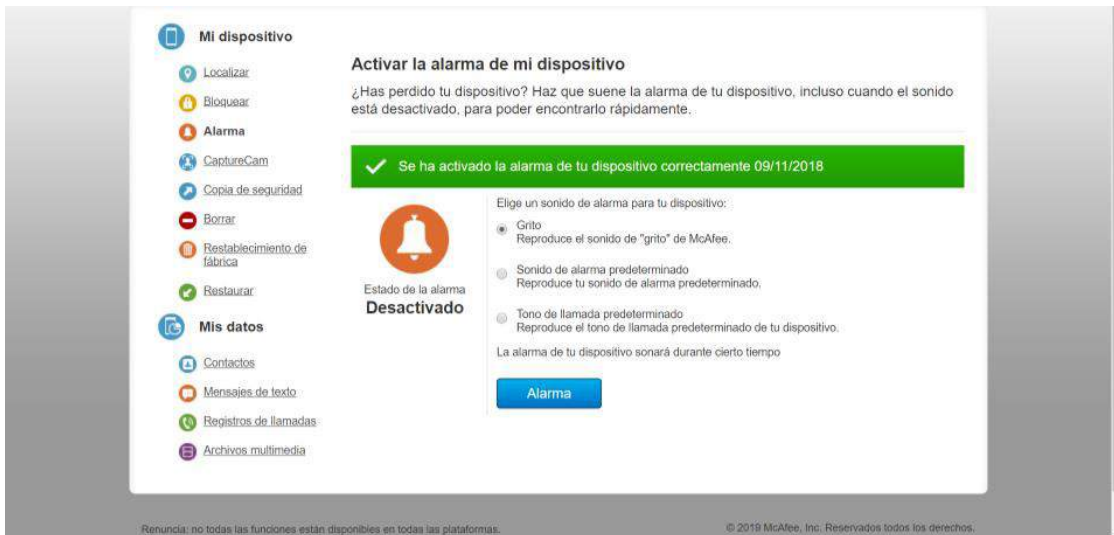 Mi dispositivo
Localizar
Bloquear
Alarma
CaptureCam
Copia de seguridad
Borrar
Restablecimiento de
fábrica
Restaurar
Mis datos
Contactos
Mensajes de texto
Registros de llamadas
Archivos multimedia
Activar la alarma de mi dispositivo
¿Has perdido tu dispositivo? Haz que suene la alarma de tu dispositivo, incluso cuando el sonido
está desactivado, para poder encontrarlo rápidamente.
Se ha activado la alarma de tu dispositivo correctamente 09/11/2018
Estado de la alarma
Desactivado
Elige un sonido de alarma para tu dispositivo:
Grito
Reproduce el sonido de "grito" de McAfee.
Sonido de alarma predeterminado
Reproduce tu sonido de alarma predeterminado.
Tono de llamada predeterminado
Reproduce el tono de llamada predeterminado de tu dispositivo.
La alarma de tu dispositivo sonará durante cierto tiempo
Alarma
Renuncia: no todas las funciones están disponibles en todas las plataformas.
© 2019 McAfee, Inc. Reservados todos los derechos.